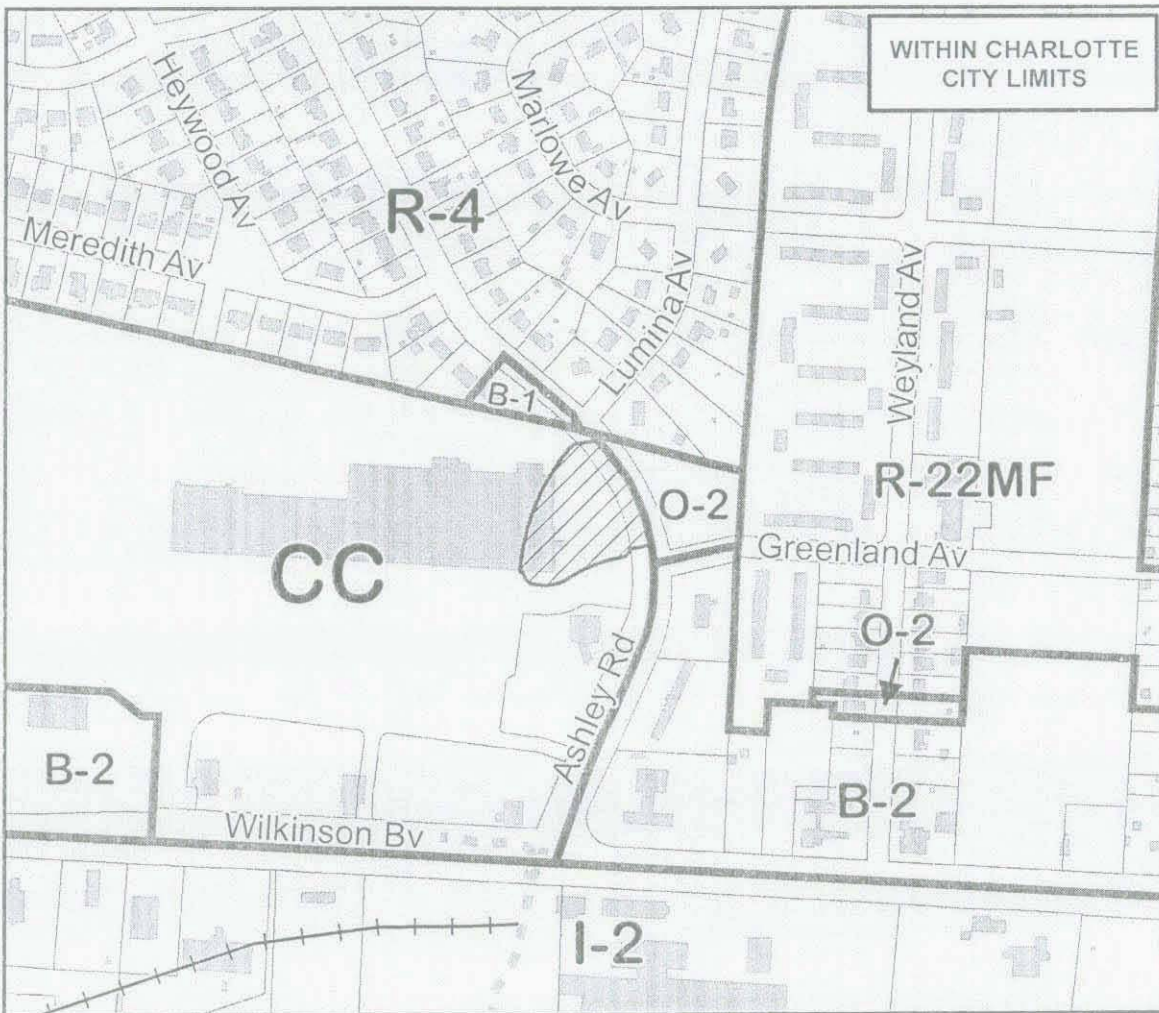 WITHIN CHARLOTTE
CITY LIMITS
Heywood Av
Marlowe Av
R-4
Meredith Av
Lumina Av
Weyland Av
B-1
R-22MF
O-2
Greenland Av
CC
O-2
Ashley Rd
B-2
B-2
Wilkinson Bv
I-2